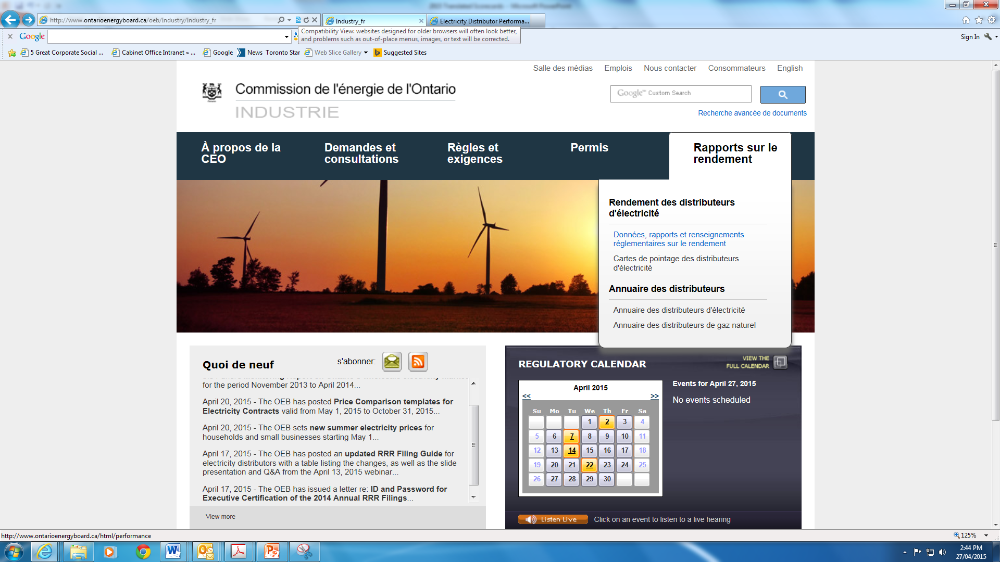 2013 Translated Scorecards - Microsoft PowerPoint
http://www.ontarioenergyboard.ca/oeb/Industry/Industry_fr
Industry_fr
Electricity Distributor Performa...
Compatibility View: websites designed for older browsers will often look better,
and problems such as out-of-place menus, images, or text will be corrected.
x Google
Sign In
5 Great Corporate Social ...
Cabinet Office Intranet » ...
Google
News Toronto Star
Web Slice Gallery
Suggested Sites
Salle des médias Emplois Nous contacter Consommateurs English
Commission de l'énergie de l'Ontario
INDUSTRIE
Google™ Custom Search
Recherche avancée de documents
À propos de la
CEO
Demandes et
consultations
Règles et
exigences
Permis
Rapports sur le
rendement
Rendement des distributeurs
d'électricité
Données, rapports et renseignements
réglementaires sur le rendement
Cartes de pointage des distributeurs
d'électricité
Annuaire des distributeurs
Annuaire des distributeurs d'électricité
Annuaire des distributeurs de gaz naturel
Quoi de neuf
s'abonner:
Monitoring Report on Ontario's wholesale electricity market
for the period November 2013 to April 2014...
April 20, 2015 - The OEB has posted Price Comparison templates for
Electricity Contracts valid from May 1, 2015 to October 31, 2015...
April 20, 2015 - The OEB sets new summer electricity prices for
households and small businesses starting May 1...
April 17, 2015 - The OEB has posted an updated RRR Filing Guide for
electricity distributors with a table listing the changes, as well as the slide
presentation and Q&A from the April 13, 2015 webinar...
April 17, 2015 - The OEB has issued a letter re: ID and Password for
Executive Certification of the 2014 Annual RRR Filings...
View more
REGULATORY CALENDAR
VIEW THE
FULL CALENDAR
April 2015
<< >>
Su Mo Tu We Th Fr Sa
1 2 3 4
5 6 7 8 9 10 11
12 13 14 15 16 17 18
19 20 21 22 23 24 25
26 27 28 29 30
Events for April 27, 2015
No events scheduled
Listen Live
Click on an event to listen to a live hearing
http://www.ontarioenergyboard.ca/html/performance
125%
2:44 PM
27/04/2015